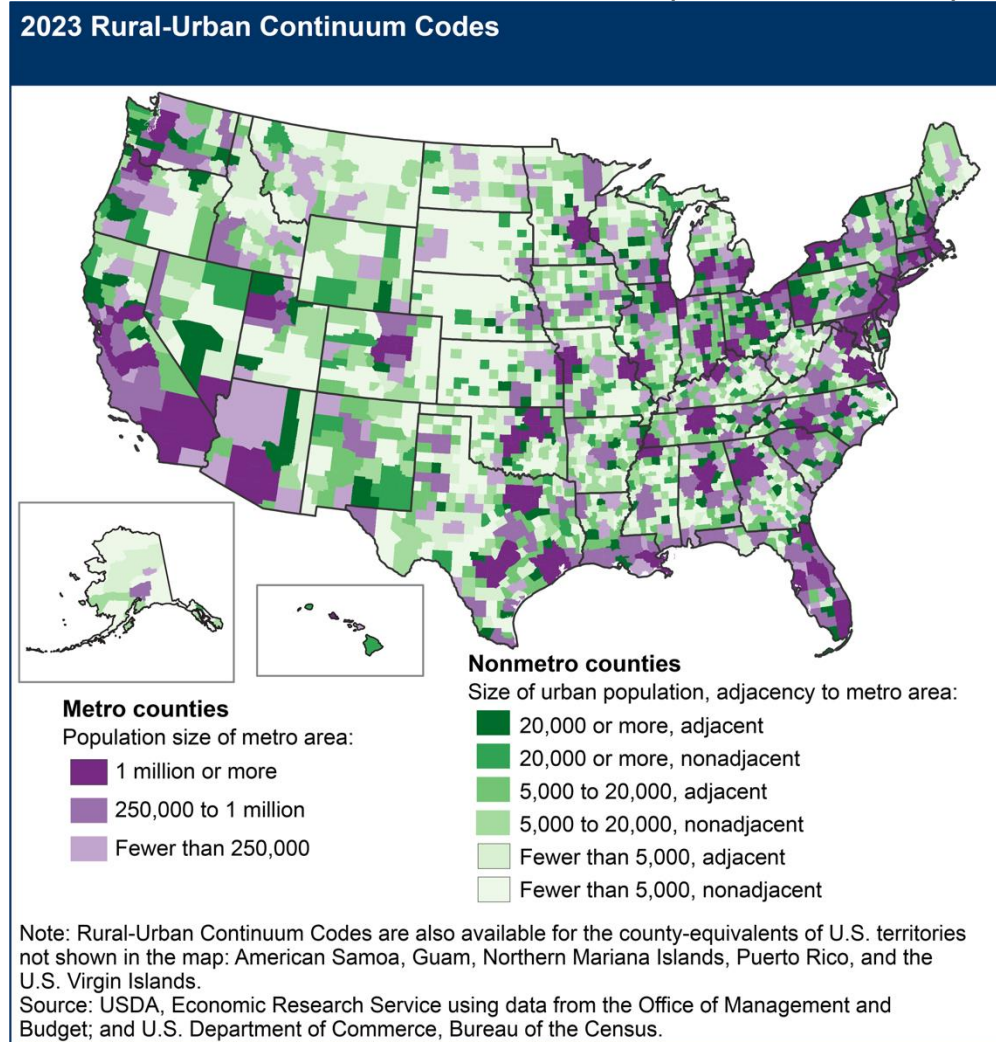 2023 Rural-Urban Continuum Codes
Metro counties
Population size of metro area:
1 million or more
250,000 to 1 million
Fewer than 250,000
Nonmetro counties
Size of urban population, adjacency to metro area:
20,000 or more, adjacent
20,000 or more, nonadjacent
5,000 to 20,000, adjacent
5,000 to 20,000, nonadjacent
Fewer than 5,000, adjacent
Fewer than 5,000, nonadjacent
Note: Rural-Urban Continuum Codes are also available for the county-equivalents of U.S. territories
not shown in the map: American Samoa, Guam, Northern Mariana Islands, Puerto Rico, and the
U.S. Virgin Islands.
Source: USDA, Economic Research Service using data from the Office of Management and
Budget; and U.S. Department of Commerce, Bureau of the Census.